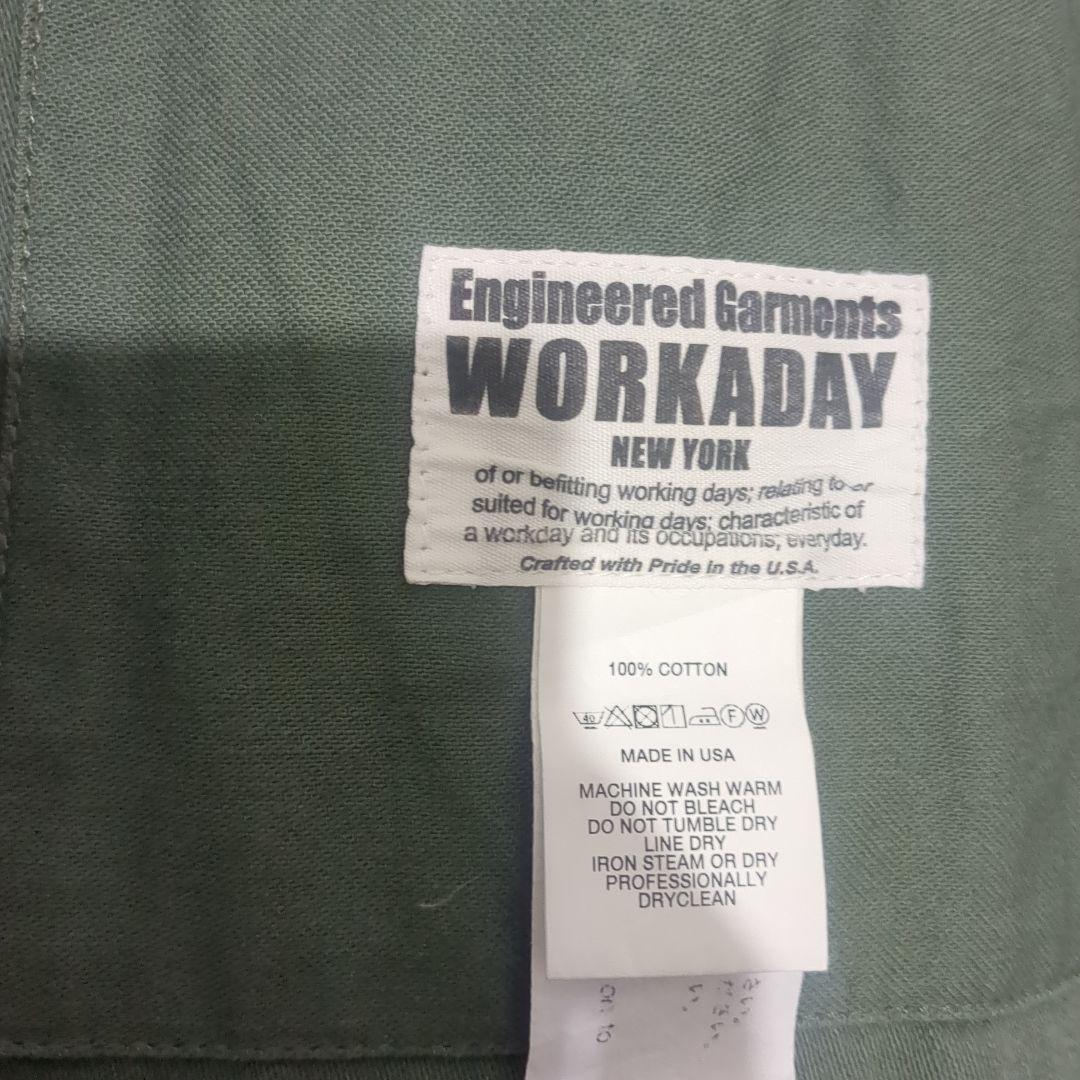 Engineered Garments
WORKADAY
NEW YORK
of or befitting working days; relating to or
suited for working days; characteristic of
a workday and its occupations; everyday.
Crafted with Pride in the U.S.A.
100% COTTON
40 F W
MADE IN USA
MACHINE WASH WARM
DO NOT BLEACH
DO NOT TUMBLE DRY
LINE DRY
IRON STEAM OR DRY
PROFESSIONALLY
DRYCLEAN